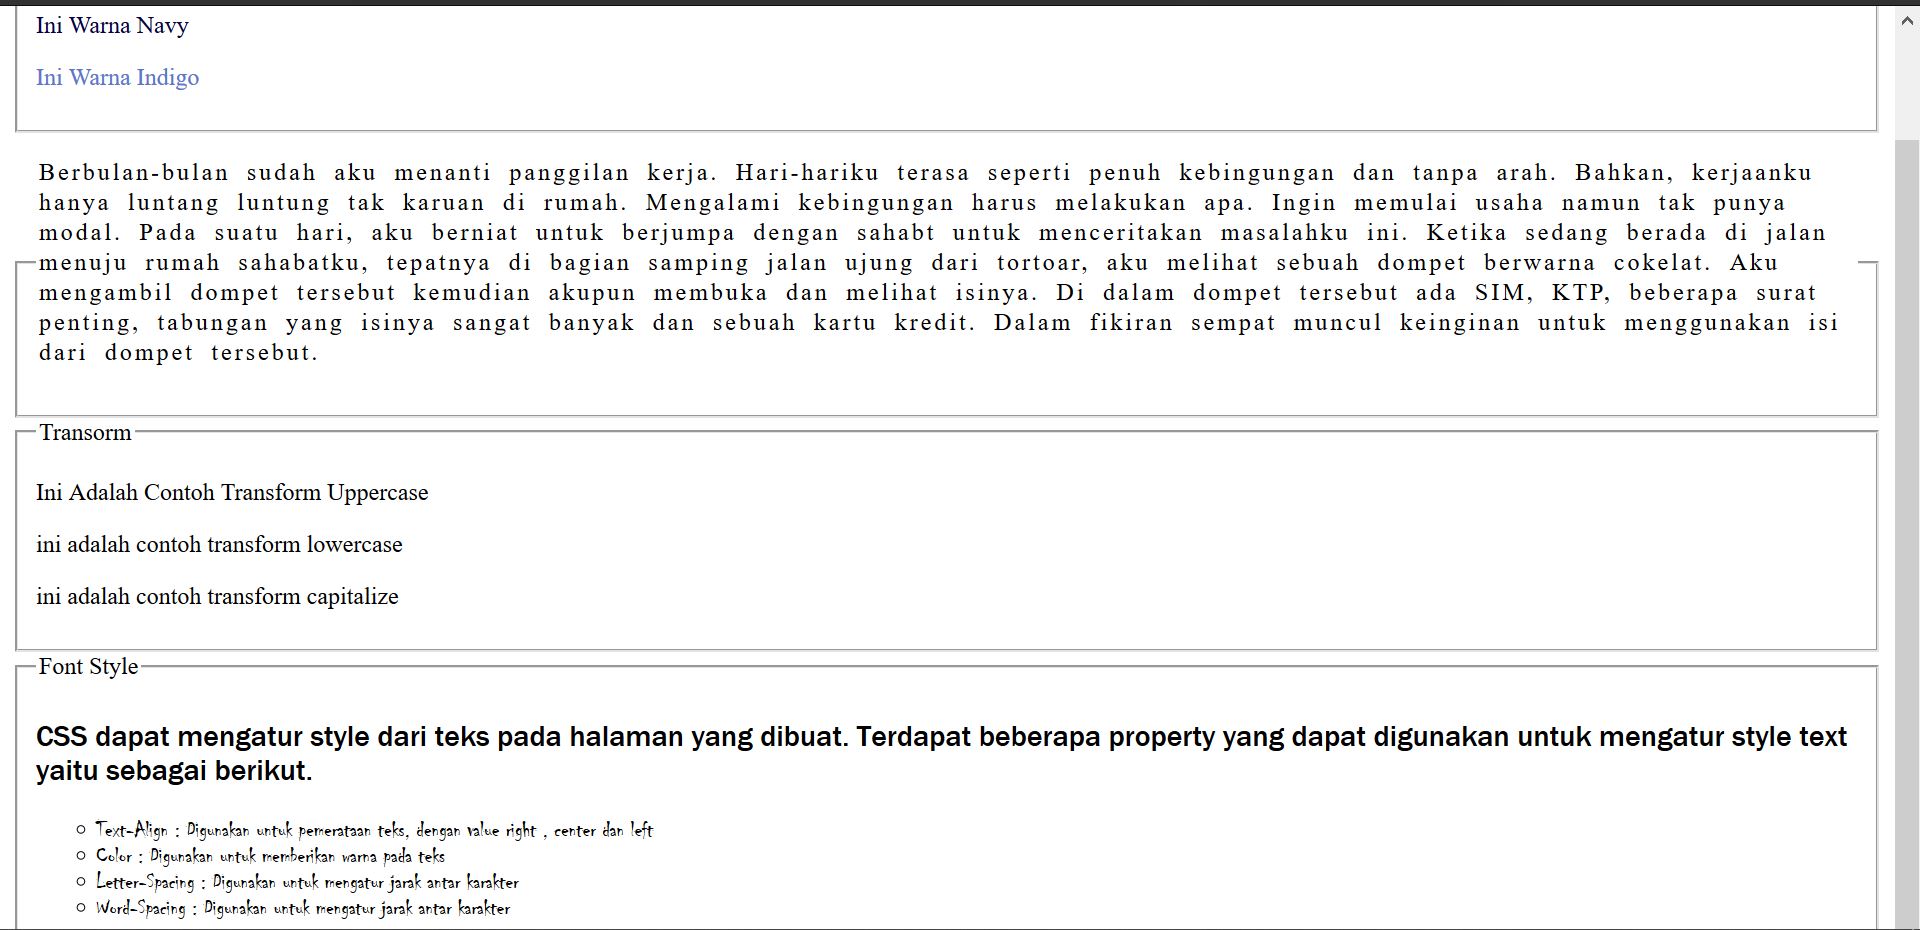 Ini Warna Navy
Ini Warna Indigo
Berbulan-bulan sudah aku menanti panggilan kerja. Hari-hariku terasa seperti penuh kebingungan dan tanpa arah. Bahkan, kerjaanku
hanya luntang luntung tak karuan di rumah. Mengalami kebingungan harus melakukan apa. Ingin memulai usaha namun tak punya
modal. Pada suatu hari, aku berniat untuk berjumpa dengan sahabt untuk menceritakan masalahku ini. Ketika sedang berada di jalan
menuju rumah sahabatku, tepatnya di bagian samping jalan ujung dari tortoar, aku melihat sebuah dompet berwarna cokelat. Aku
mengambil dompet tersebut kemudian akupun membuka dan melihat isinya. Di dalam dompet tersebut ada SIM, KTP, beberapa surat
penting, tabungan yang isinya sangat banyak dan sebuah kartu kredit. Dalam fikiran sempat muncul keinginan untuk menggunakan isi
dari dompet tersebut.
Transorm
Ini Adalah Contoh Transform Uppercase
ini adalah contoh transform lowercase
ini adalah contoh transform capitalize
Font Style
CSS dapat mengatur style dari teks pada halaman yang dibuat. Terdapat beberapa property yang dapat digunakan untuk mengatur style text
yaitu sebagai berikut.
Text-Align : Digunakan untuk pemerataan teks, dengan value right , center dan left
Color : Digunakan untuk memberikan warna pada teks
Letter-Spacing : Digunakan untuk mengatur jarak antar karakter
Word-Spacing : Digunakan untuk mengatur jarak antar karakter